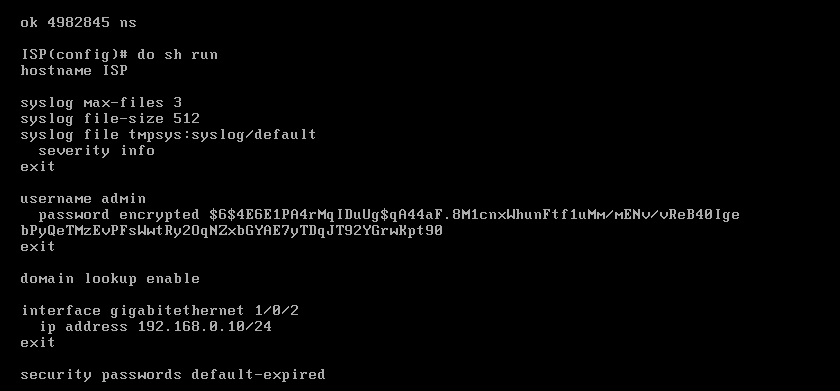 ok 4982845 ns
ISP(config)# do sh run
hostname ISP
syslog max-files 3
syslog file-size 512
syslog file tmpsys:syslog/default
severity info
exit
username admin
password encrypted $6$4E6E1PA4rMqIDuUg$qA44aF.8M1cnxWhunFtf1uMm/mENv/vReB40Ige
bPyQeTMzEvPFsWwtRy2OqNZxbGYAE7yTDqJT92YGrwKpt90
exit
domain lookup enable
interface gigabitethernet 1/0/2
ip address 192.168.0.10/24
exit
security passwords default-expired